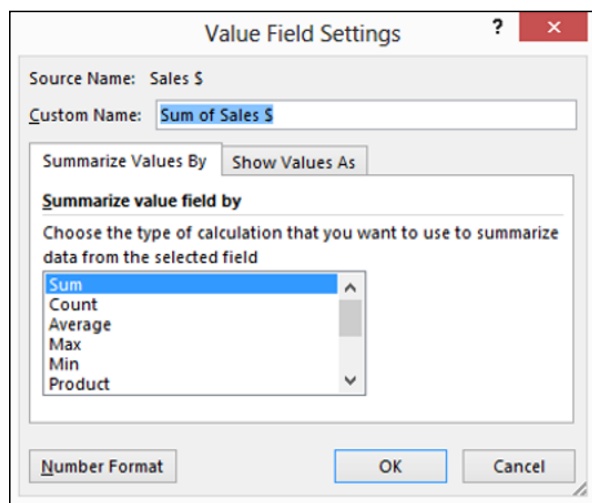 Value Field Settings ? ×
Source Name: Sales $
Custom Name: Sum of Sales $
Summarize Values By Show Values As
Summarize value field by
Choose the type of calculation that you want to use to summarize
data from the selected field
Sum
Count
Average
Max
Min
Product
Number Format OK Cancel